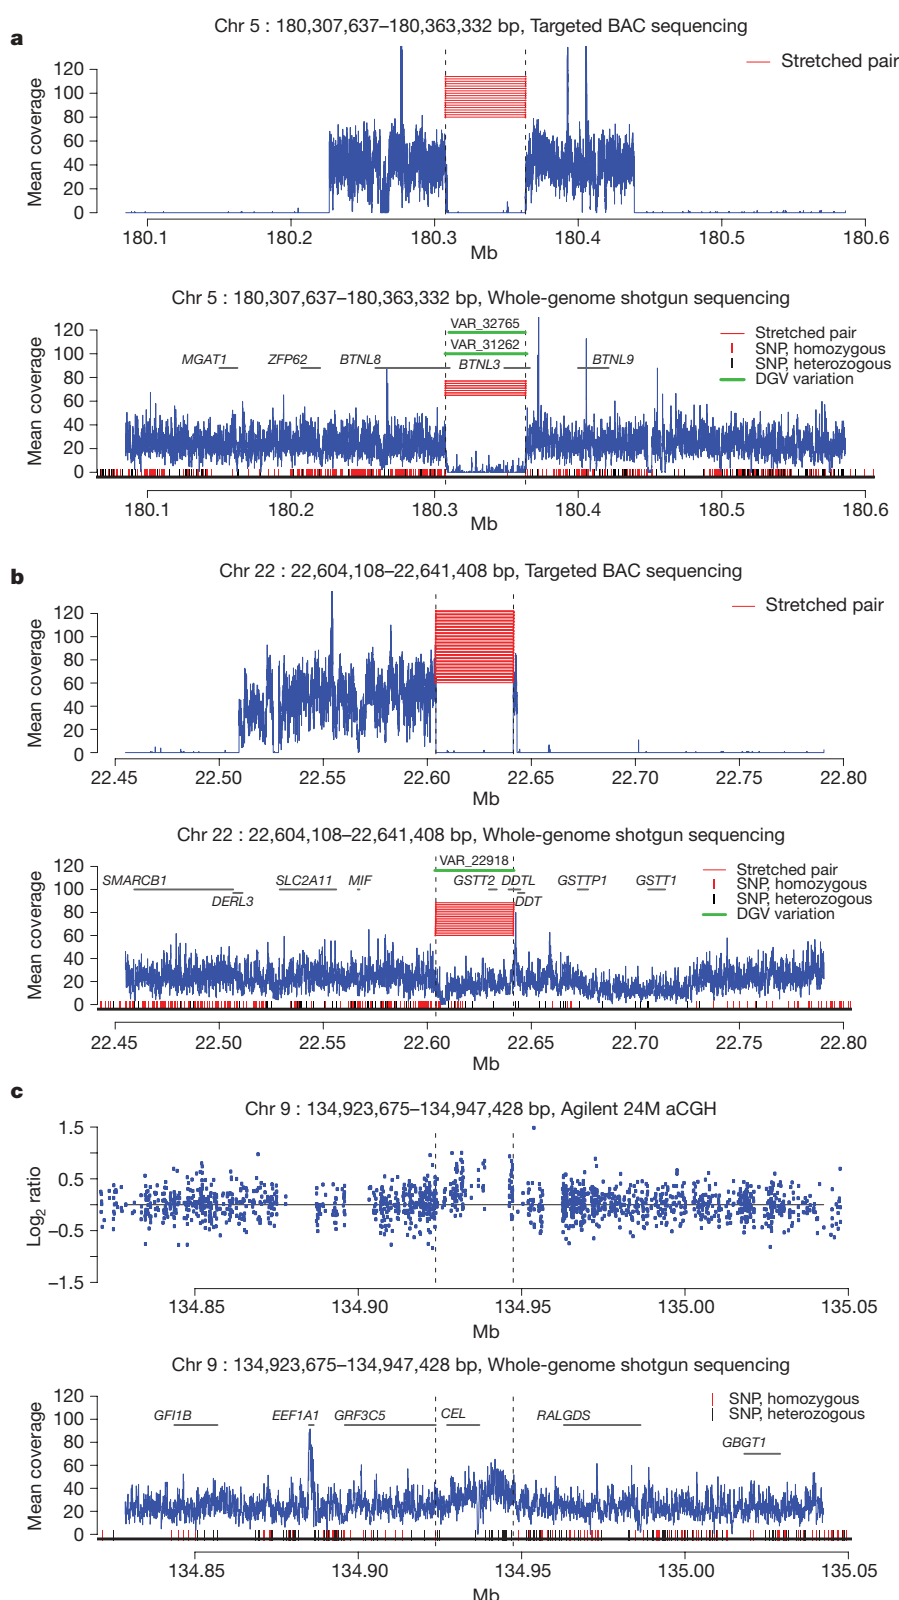 a
Chr 5 : 180,307,637–180,363,332 bp, Targeted BAC sequencing
Stretched pair
Mean coverage
120
100
80
60
40
20
0
180.1 180.2 180.3 180.4 180.5 180.6
Mb
Chr 5 : 180,307,637–180,363,332 bp, Whole-genome shotgun sequencing
VAR_32765
VAR_31262
MGAT1 ZFP62 BTNL8 BTNL3 BTNL9
Stretched pair
SNP, homozygous
SNP, heterozygous
DGV variation
Mean coverage
120
100
80
60
40
20
0
180.1 180.2 180.3 180.4 180.5 180.6
Mb
b
Chr 22 : 22,604,108–22,641,408 bp, Targeted BAC sequencing
Stretched pair
Mean coverage
120
100
80
60
40
20
0
22.45 22.50 22.55 22.60 22.65 22.70 22.75 22.80
Mb
Chr 22 : 22,604,108–22,641,408 bp, Whole-genome shotgun sequencing
VAR_22918
SMARCB1 SLC2A11 MIF GSTT2 DDTL GSTTP1 GSTT1
DERL3 DDT
Stretched pair
SNP, homozygous
SNP, heterozygous
DGV variation
Mean coverage
120
100
80
60
40
20
0
22.45 22.50 22.55 22.60 22.65 22.70 22.75 22.80
Mb
c
Chr 9 : 134,923,675–134,947,428 bp, Agilent 24M aCGH
Log2 ratio
1.5
0.5
−0.5
−1.5
134.85 134.90 134.95 135.00 135.05
Mb
Chr 9 : 134,923,675–134,947,428 bp, Whole-genome shotgun sequencing
SNP, homozygous
SNP, heterozygous
GFI1B EEF1A1 GRF3C5 CEL RALGDS
GBGT1
Mean coverage
120
100
80
60
40
20
0
134.85 134.90 134.95 135.00 135.05
Mb